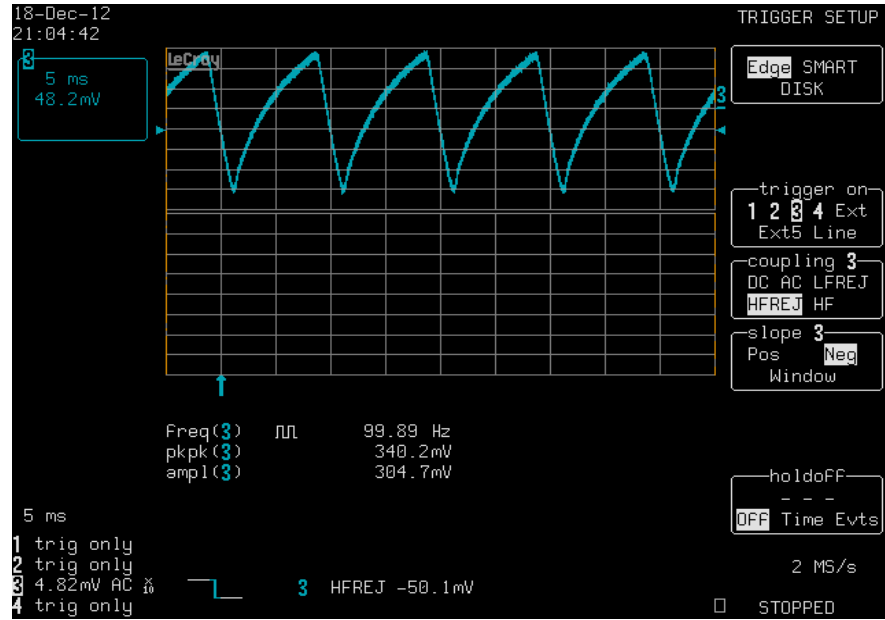 18-Dec-12
21:04:42
3
5 ms
48.2mV
LeCroy
3
TRIGGER SETUP
Edge SMART
DISK
trigger on
1 2 3 4 Ext
Ext5 Line
coupling 3
DC AC LFREJ
HFREJ HF
slope 3
Pos Neg
Window
Freq(3) 99.89 Hz
pkpk(3) 340.2mV
ampl(3) 304.7mV
holdoff
- - -
OFF Time Evts
5 ms
1 trig only
2 trig only
3 4.82mV AC X10
4 trig only
3 HFREJ -50.1mV
2 MS/s
STOPPED